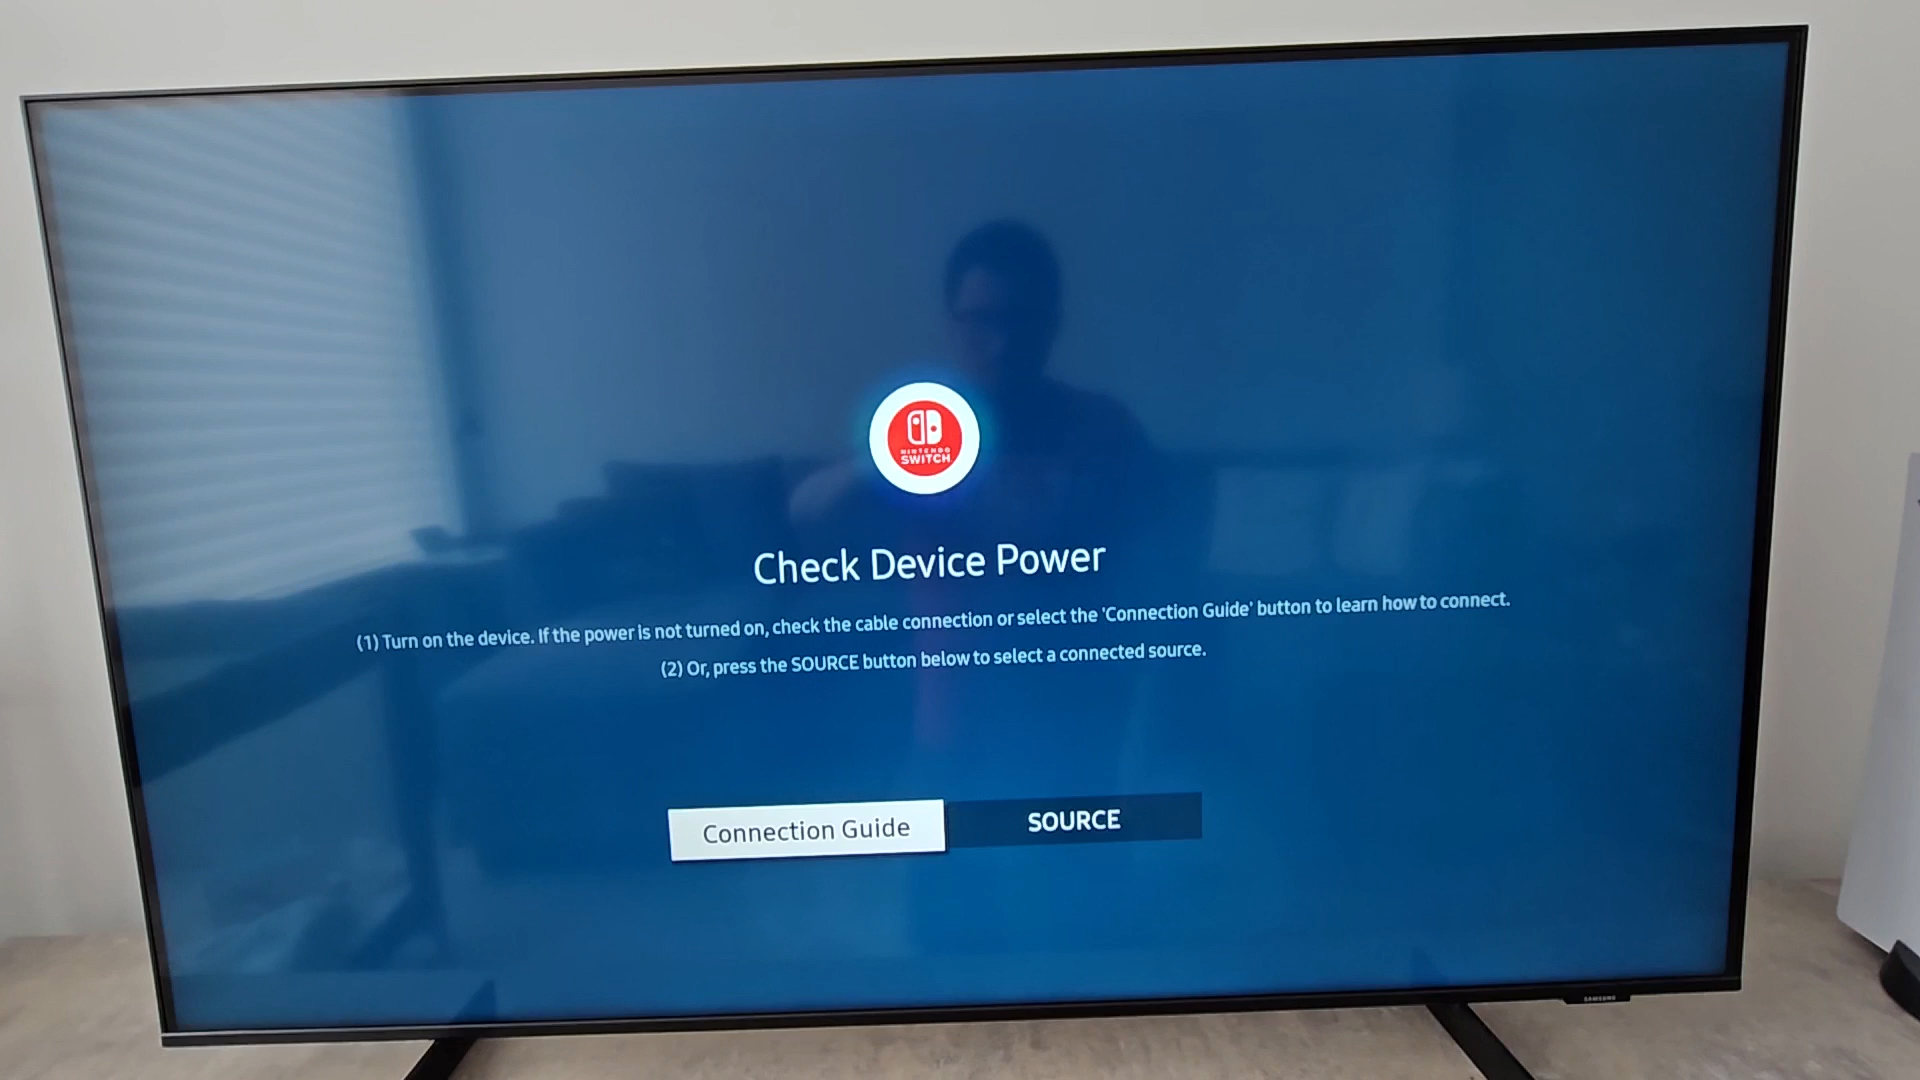 NINTENDO
SWITCH
Check Device Power
(1) Turn on the device. If the power is not turned on, check the cable connection or select the 'Connection Guide' button to learn how to connect.
(2) Or, press the SOURCE button below to select a connected source.
Connection Guide
SOURCE
SAMSUNG